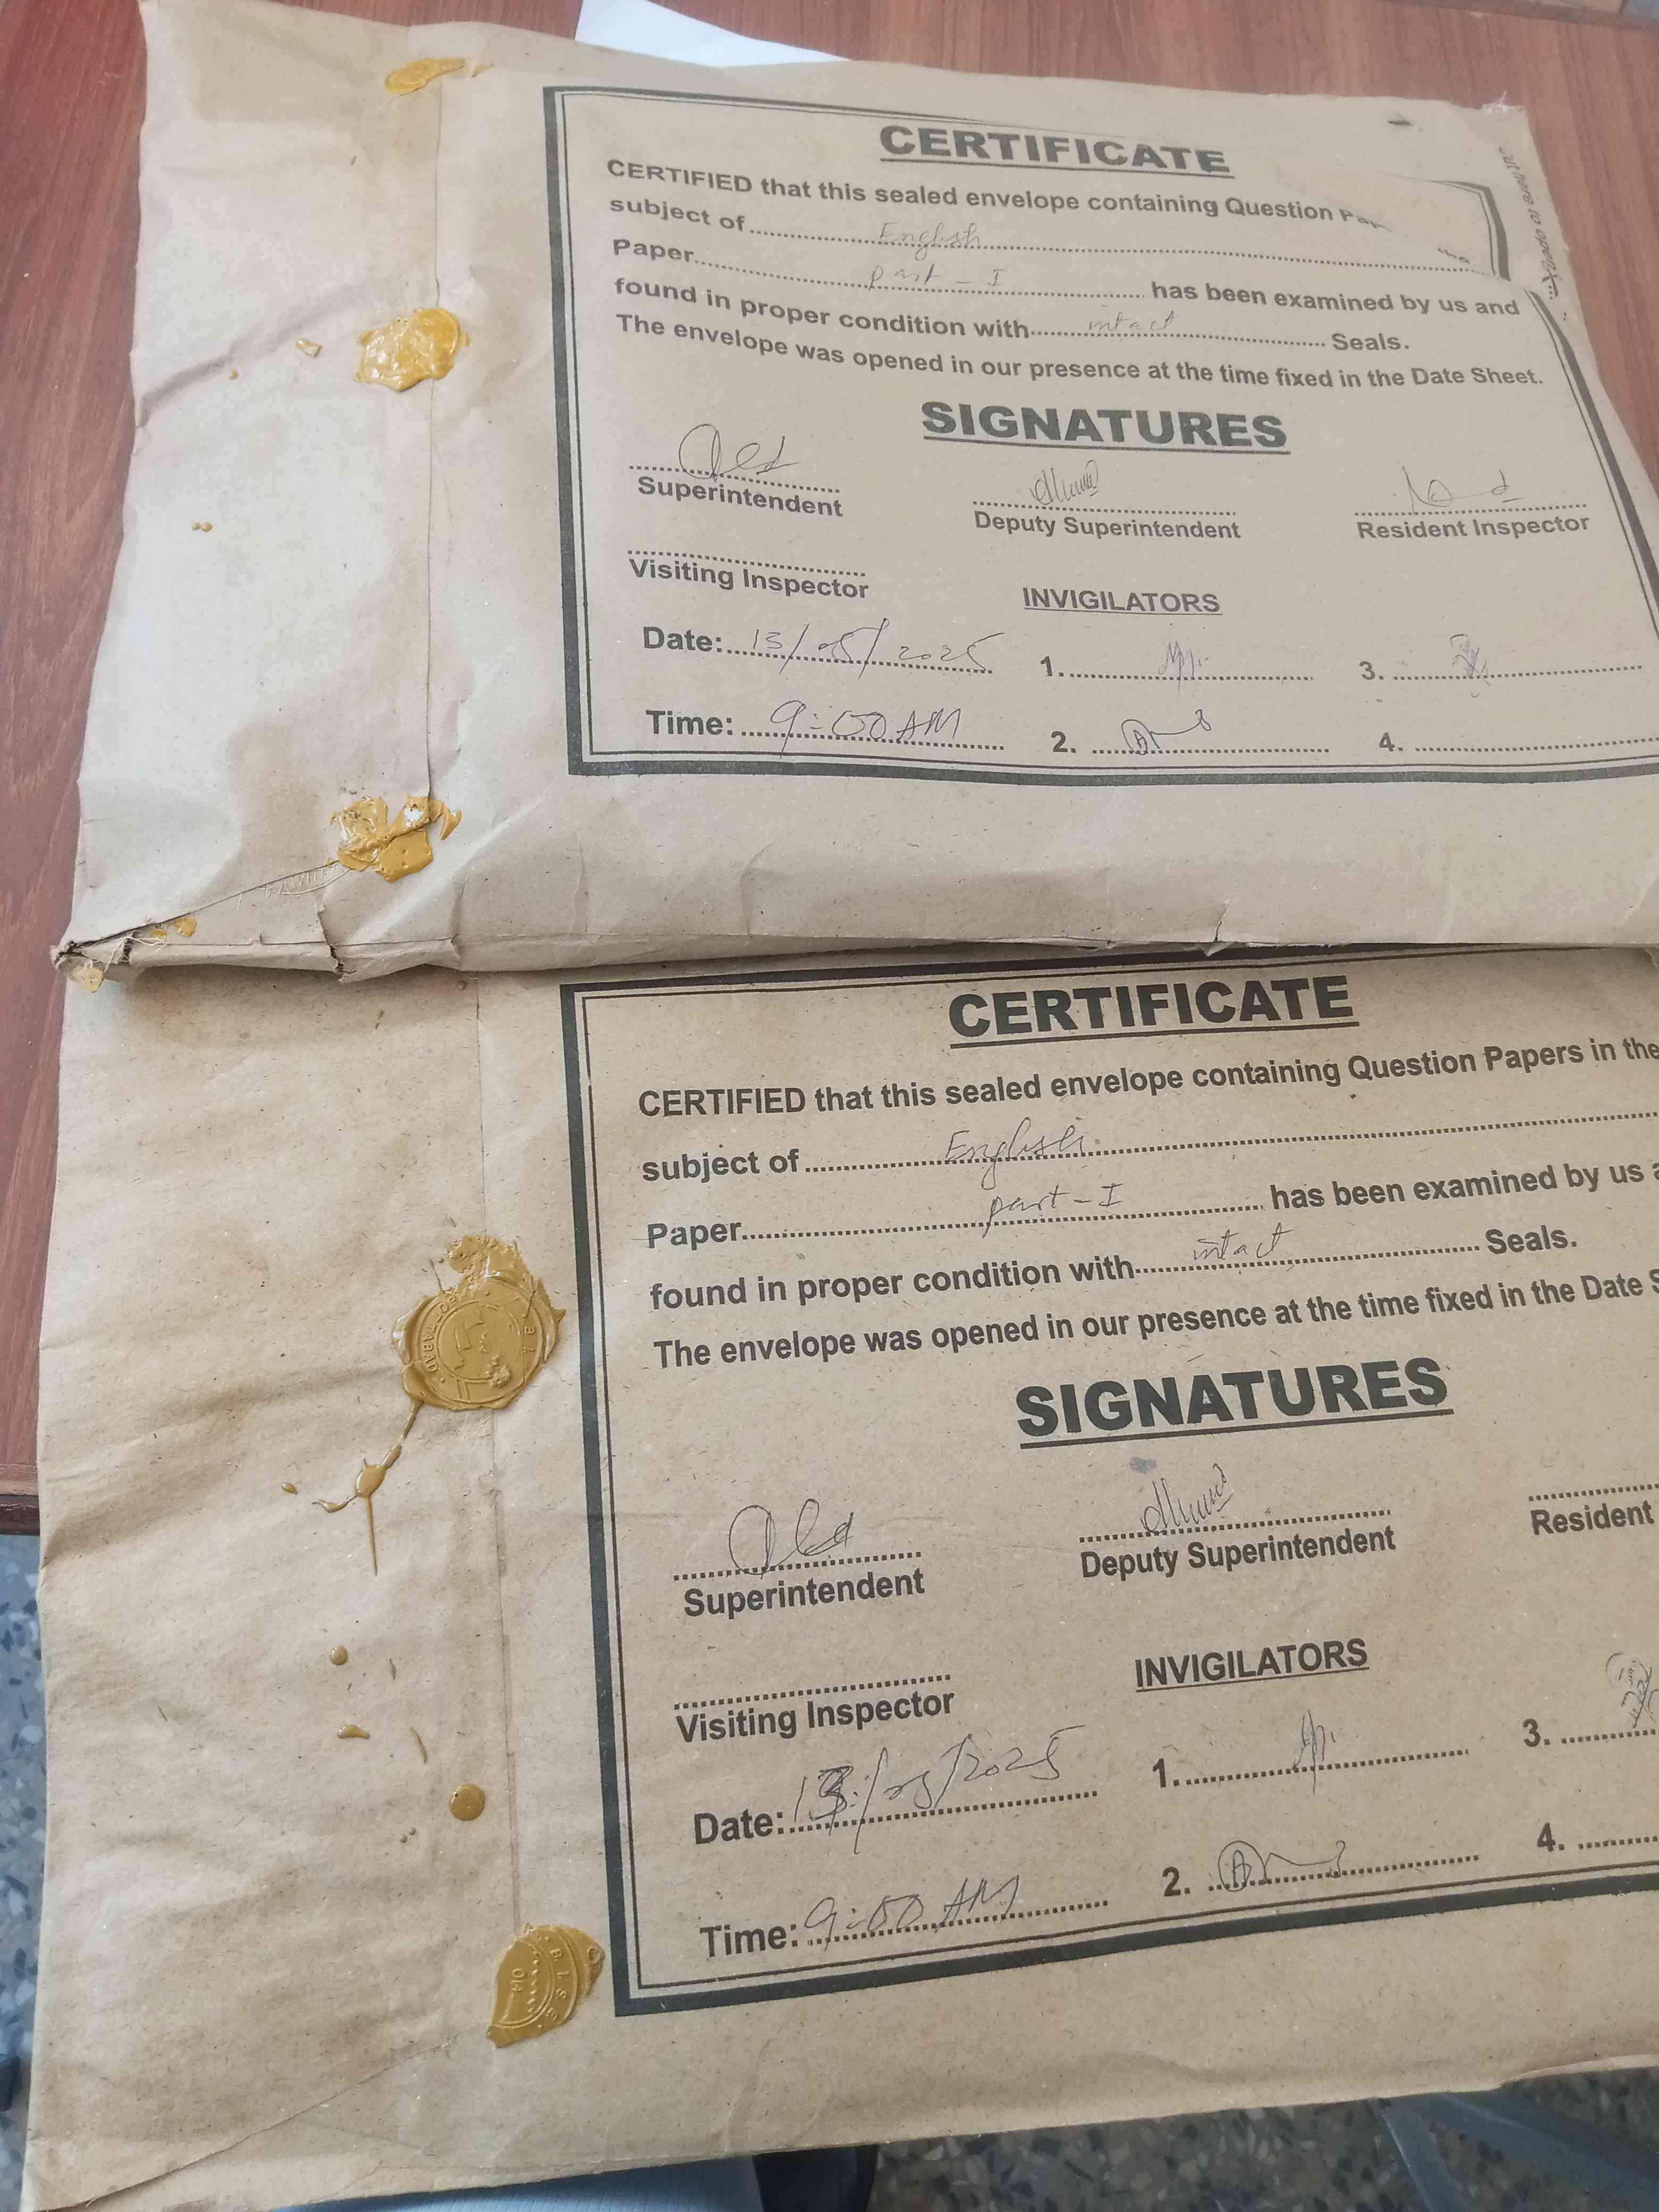 CERTIFICATE
CERTIFIED that this sealed envelope containing Question
subject of English
Paper part - I has been examined by us and
found in proper condition with intact Seals.
The envelope was opened in our presence at the time fixed in the Date Sheet.
SIGNATURES
Superintendent
Deputy Superintendent
Resident Inspector
Visiting Inspector
INVIGILATORS
Date: 13/05/2025
1.
3.
Time: 9:00 AM
2.
4.
CERTIFICATE
CERTIFIED that this sealed envelope containing Question Papers in the
subject of English
Paper part - I has been examined by us
found in proper condition with intact Seals.
The envelope was opened in our presence at the time fixed in the Date
SIGNATURES
Superintendent
Deputy Superintendent
Resident
Visiting Inspector
INVIGILATORS
Date: 13/05/2025
1.
3.
Time: 9:00 AM
2.
4.
B I S E